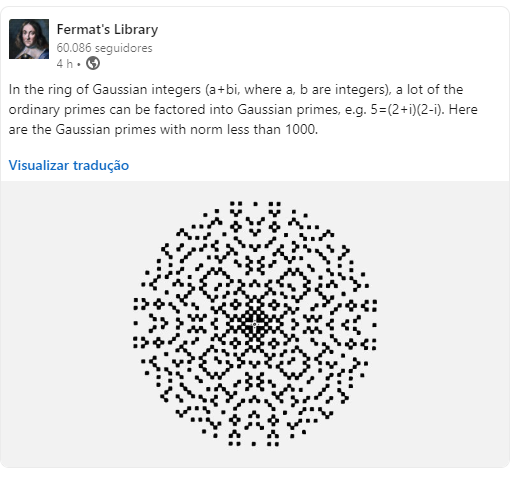 Fermat's Library
60.086 seguidores
4 h •
In the ring of Gaussian integers (a+bi, where a, b are integers), a lot of the
ordinary primes can be factored into Gaussian primes, e.g. 5=(2+i)(2-i). Here
are the Gaussian primes with norm less than 1000.
Visualizar tradução